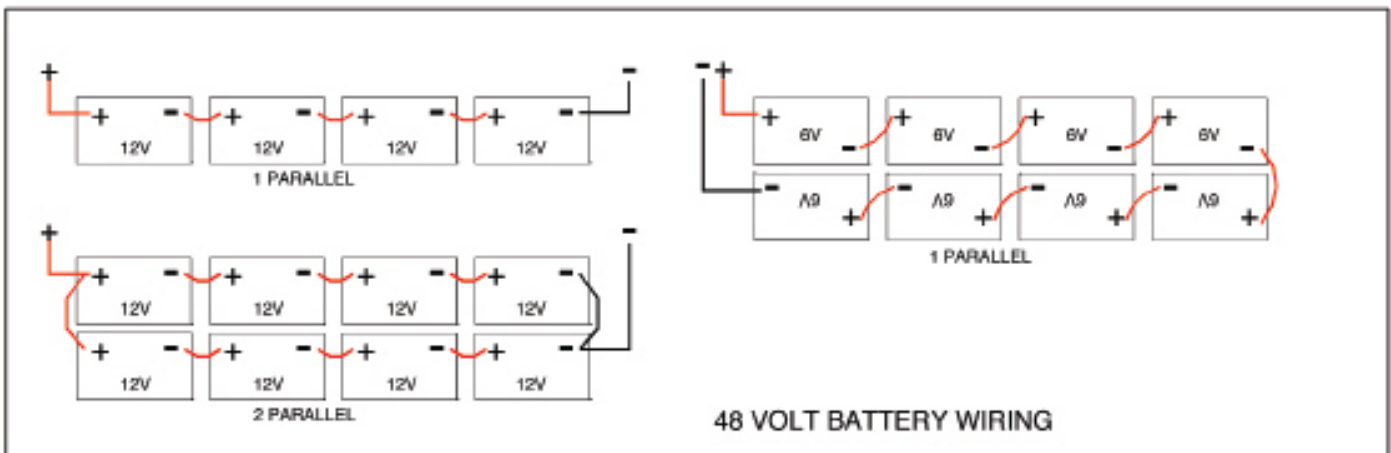 + -
+ - + - + - + -
12V 12V 12V 12V
1 PARALLEL
+ -
+ - + - + - + -
12V 12V 12V 12V
+ - + - + - + -
12V 12V 12V 12V
2 PARALLEL
- +
+ + + +
6V 6V 6V 6V
- - - -
- - - -
6V 6V 6V 6V
+ + + +
1 PARALLEL
48 VOLT BATTERY WIRING